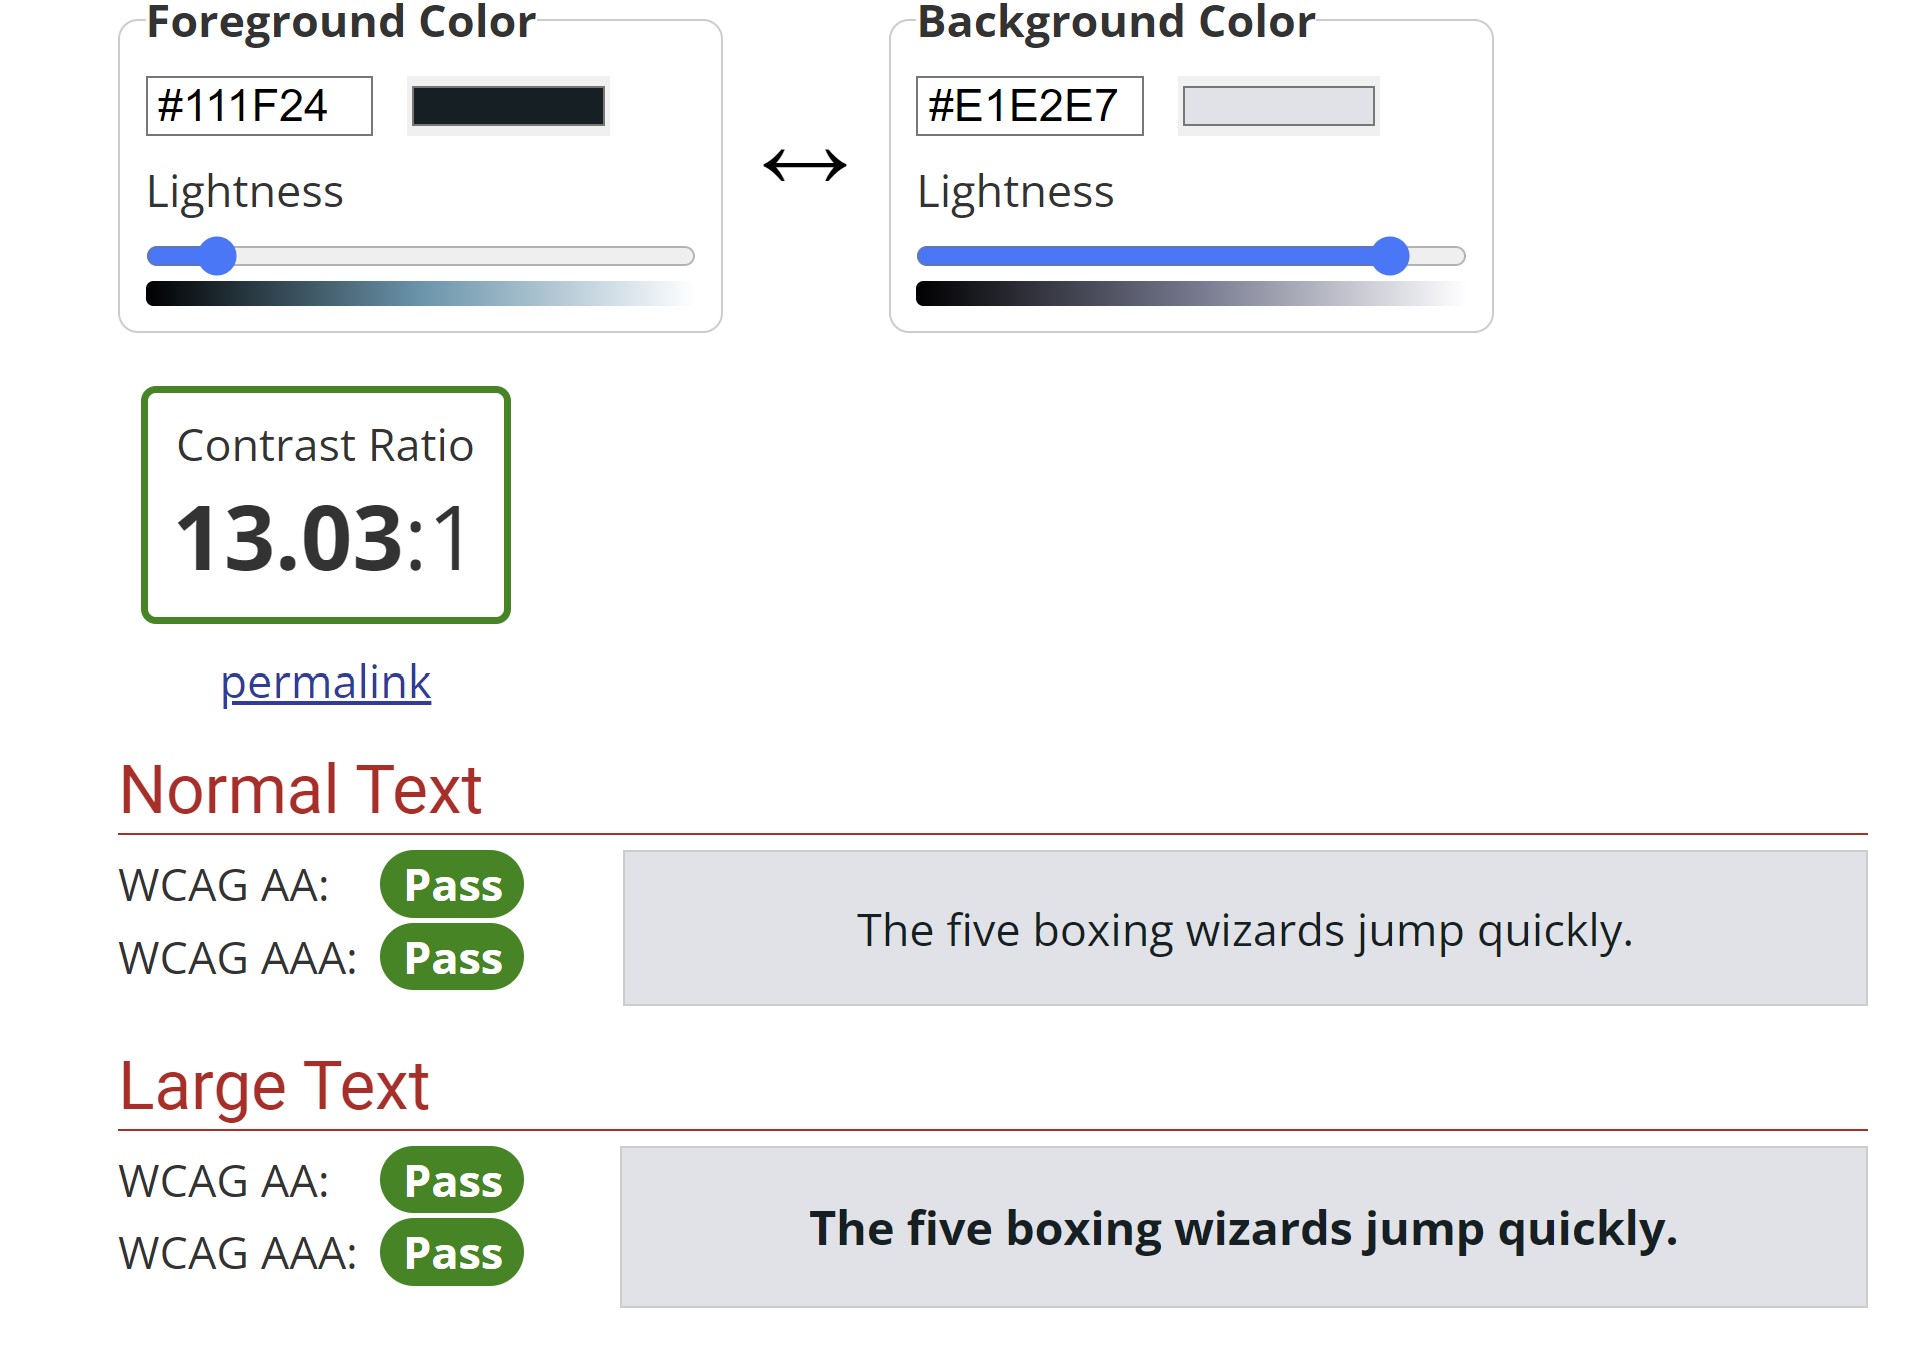 Foreground Color
Background Color
#111F24
#E1E2E7
Lightness
Lightness
Contrast Ratio
13.03:1
permalink
Normal Text
WCAG AA: Pass
WCAG AAA: Pass
The five boxing wizards jump quickly.
Large Text
WCAG AA: Pass
WCAG AAA: Pass
The five boxing wizards jump quickly.